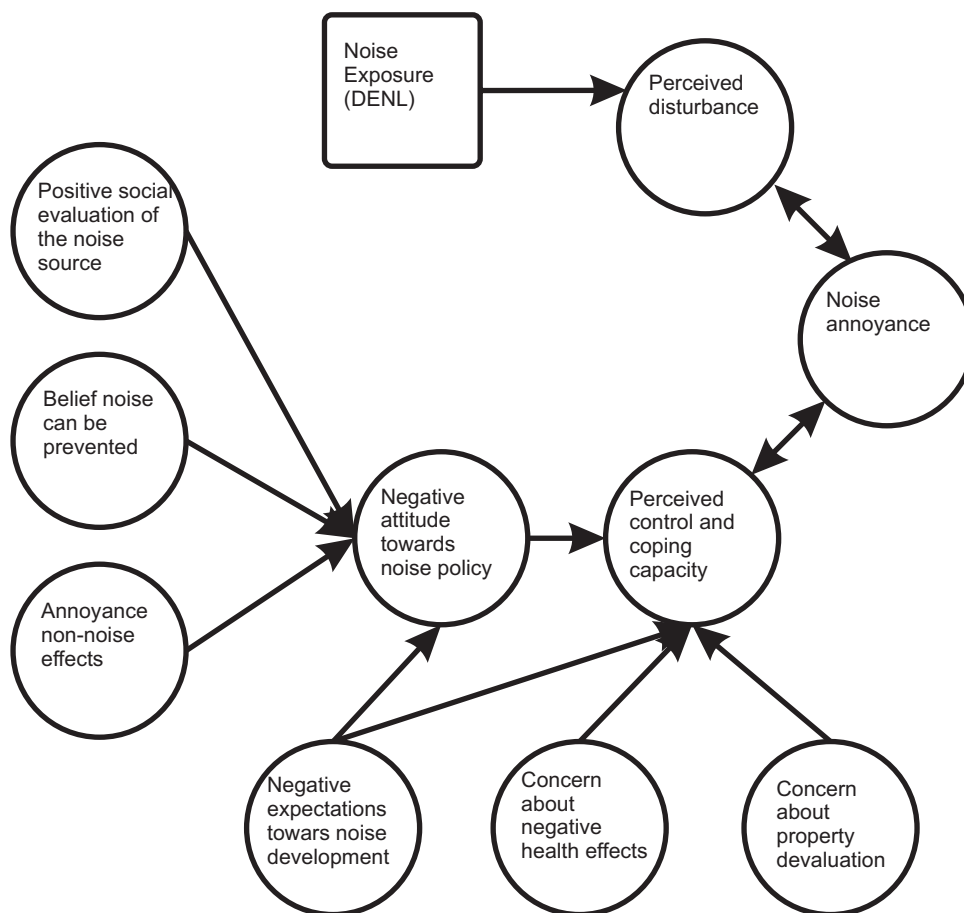 Noise
Exposure
(DENL)
Perceived
disturbance
Positive social
evaluation of
the noise
source
Noise
annoyance
Belief noise
can be
prevented
Negative
attitude
towards
noise policy
Perceived
control and
coping
capacity
Annoyance
non-noise
effects
Negative
expectations
towars noise
development
Concern
about
negative
health effects
Concern
about
property
devaluation